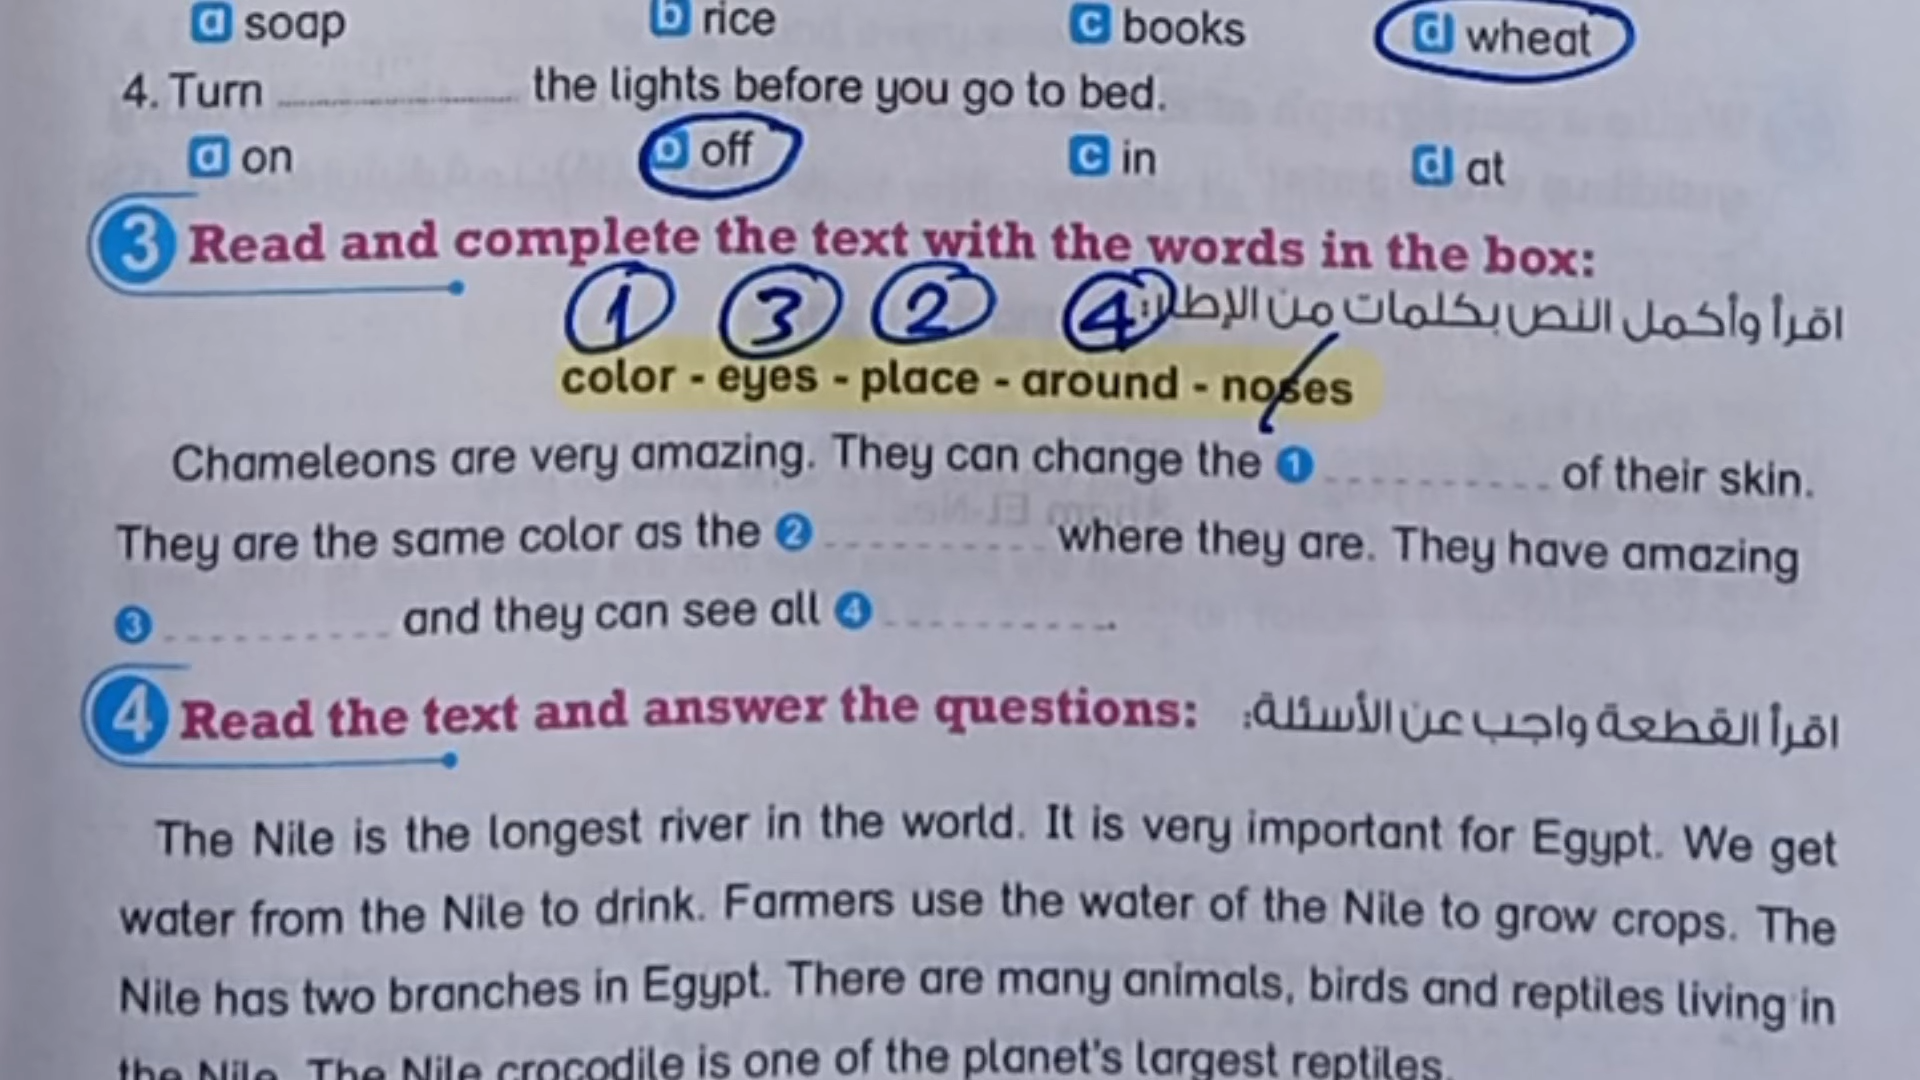 a soap b rice c books d wheat
4. Turn ............ the lights before you go to bed.
a on b off c in d at
3 Read and complete the text with the words in the box:
اقرأ وأكمل النص بكلمات من الإطار:
1 3 2 4
color - eyes - place - around - noses
Chameleons are very amazing. They can change the 1 .......... of their skin.
They are the same color as the 2 .......... where they are. They have amazing
3 .......... and they can see all 4 ...........
4 Read the text and answer the questions: اقرأ القطعة واجب عن الأسئلة:
The Nile is the longest river in the world. It is very important for Egypt. We get
water from the Nile to drink. Farmers use the water of the Nile to grow crops. The
Nile has two branches in Egypt. There are many animals, birds and reptiles living in
the Nile. The Nile crocodile is one of the planet's largest reptiles.